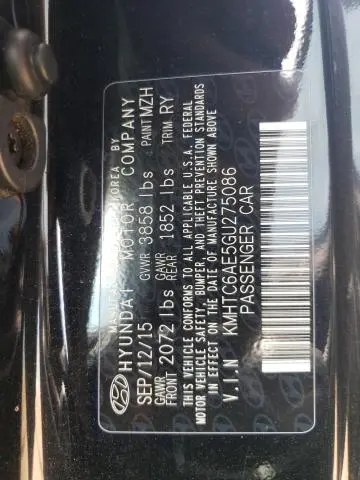 KOREA BY
HYUNDAI MOTOR COMPANY
SEP/12/15 GVWR 3858 lbs PAINT MZH
GAWR FRONT 2072 lbs GAWR REAR 1852 lbs TRIM RY
THIS VEHICLE CONFORMS TO ALL APPLICABLE U.S.A. FEDERAL
MOTOR VEHICLE SAFETY, BUMPER, AND THEFT PREVENTION STANDARDS
IN EFFECT ON THE DATE OF MANUFACTURE SHOWN ABOVE
V.I.N KMHTC6AE5GU275086
PASSENGER CAR